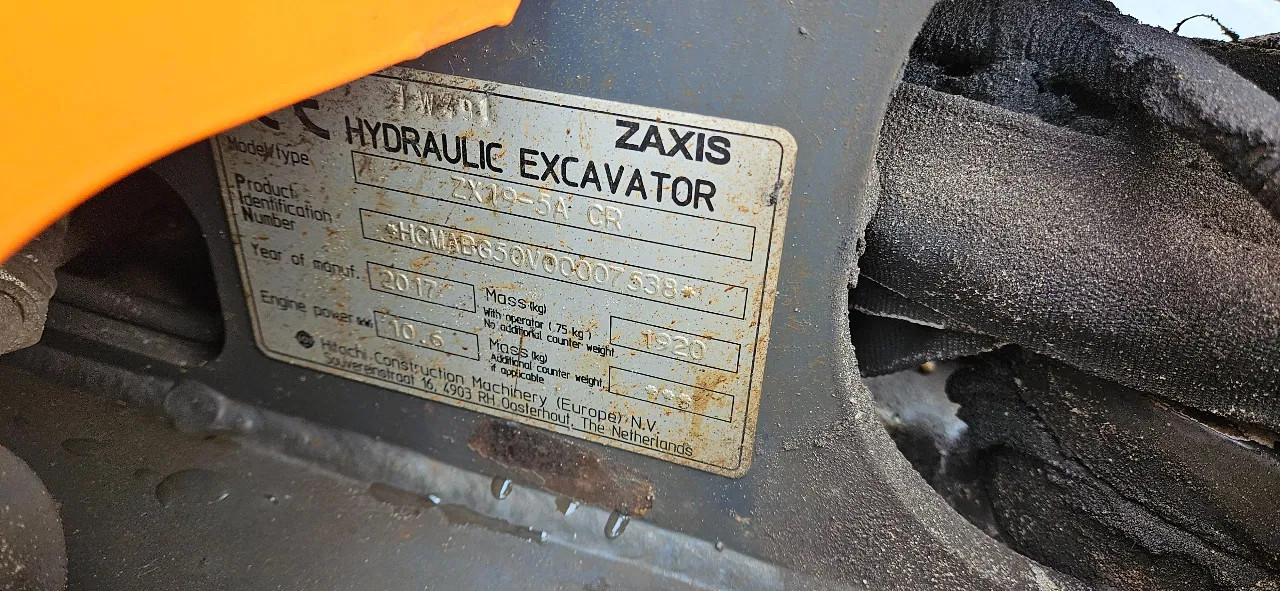 ZAXIS
CE HYDRAULIC EXCAVATOR
Model/Type ZX19-5A CR
Product Identification Number *HCMABG50V00007538*
Year of manuf. 2017
Mass (kg) With operator (75 kg) No additional counter weight 1920
Engine power kW 10.6
Mass (kg) Additional counter weight if applicable
Hitachi Construction Machinery (Europe) N.V.
Souvereinstraat 16, 4903 RH Oosterhout, The Netherlands